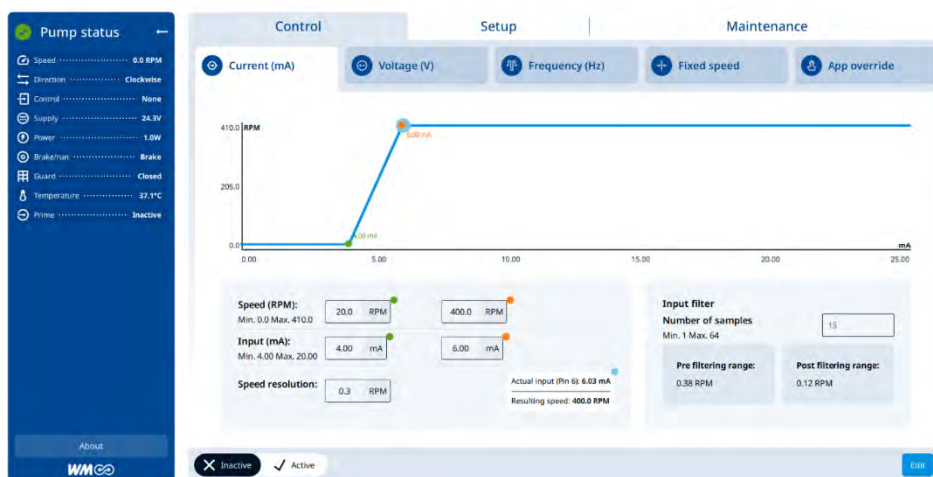 Pump status
Speed 0.0 RPM
Direction Clockwise
Control None
Supply 24.3V
Power 1.0W
Brake/run Brake
Guard Closed
Temperature 37.1°C
Prime Inactive
About
WM
Control Setup Maintenance
Current (mA) Voltage (V) Frequency (Hz) Fixed speed App override
410.0 RPM
6.00 mA
205.0
4.00 mA
0.0 mA
0.00 5.00 10.00 15.00 20.00 25.00
Speed (RPM):
Min. 0.0 Max. 410.0
20.0 RPM 400.0 RPM
Input (mA):
Min. 4.00 Max. 20.00
4.00 mA 6.00 mA
Speed resolution:
0.3 RPM
Actual input (Pin 6): 6.03 mA
Resulting speed: 400.0 RPM
Input filter
Number of samples
Min. 1 Max. 64
15
Pre filtering range:
0.38 RPM
Post filtering range:
0.12 RPM
Inactive Active
Edit